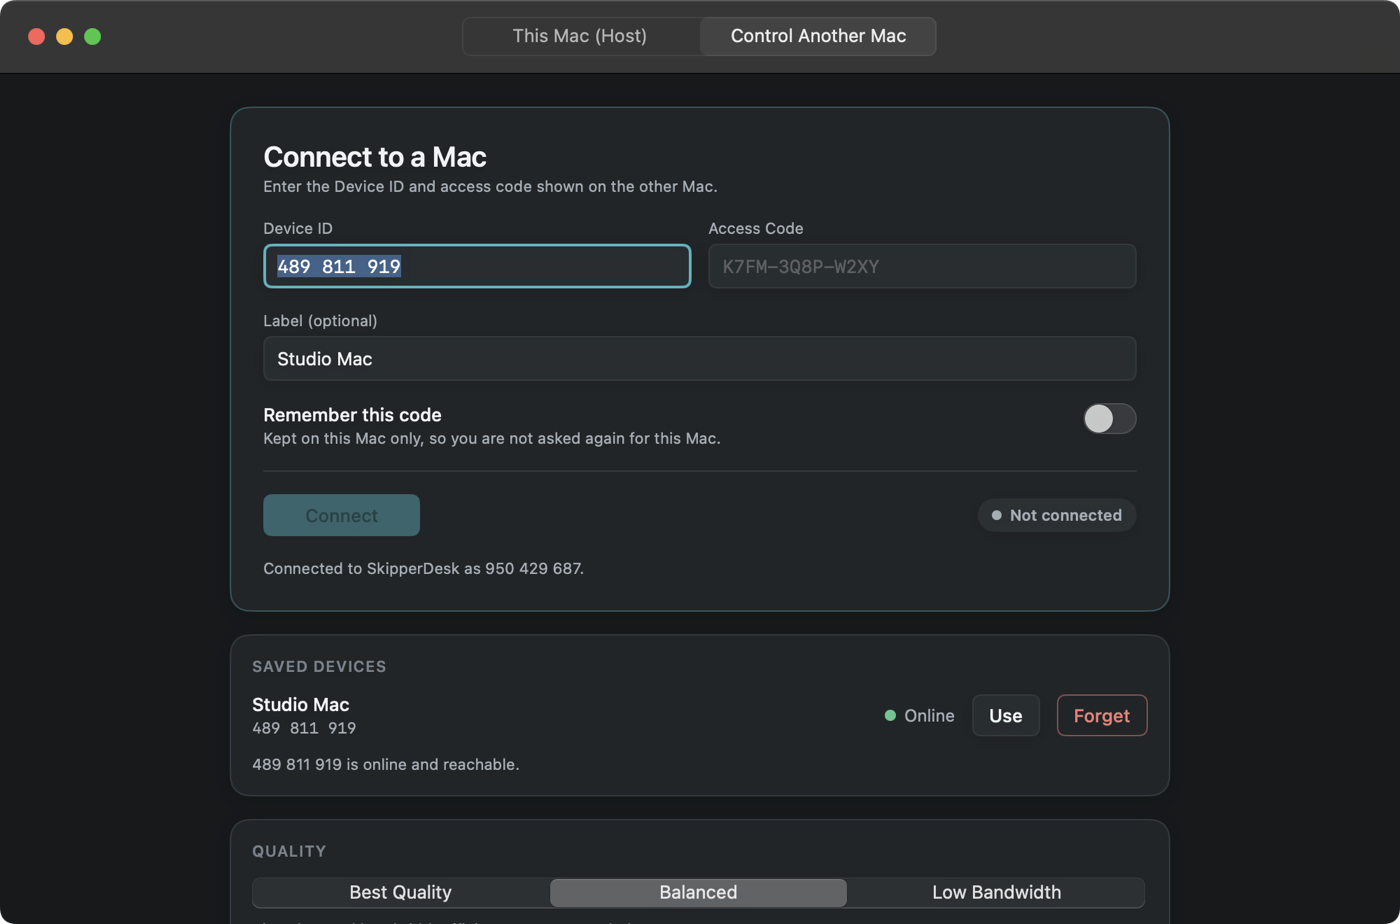 This Mac (Host)
Control Another Mac
Connect to a Mac
Enter the Device ID and access code shown on the other Mac.
Device ID
Access Code
489 811 919
K7FM–3Q8P–W2XY
Label (optional)
Studio Mac
Remember this code
Kept on this Mac only, so you are not asked again for this Mac.
Connect
Not connected
Connected to SkipperDesk as 950 429 687.
SAVED DEVICES
Studio Mac
489 811 919
Online
Use
Forget
489 811 919 is online and reachable.
QUALITY
Best Quality
Balanced
Low Bandwidth